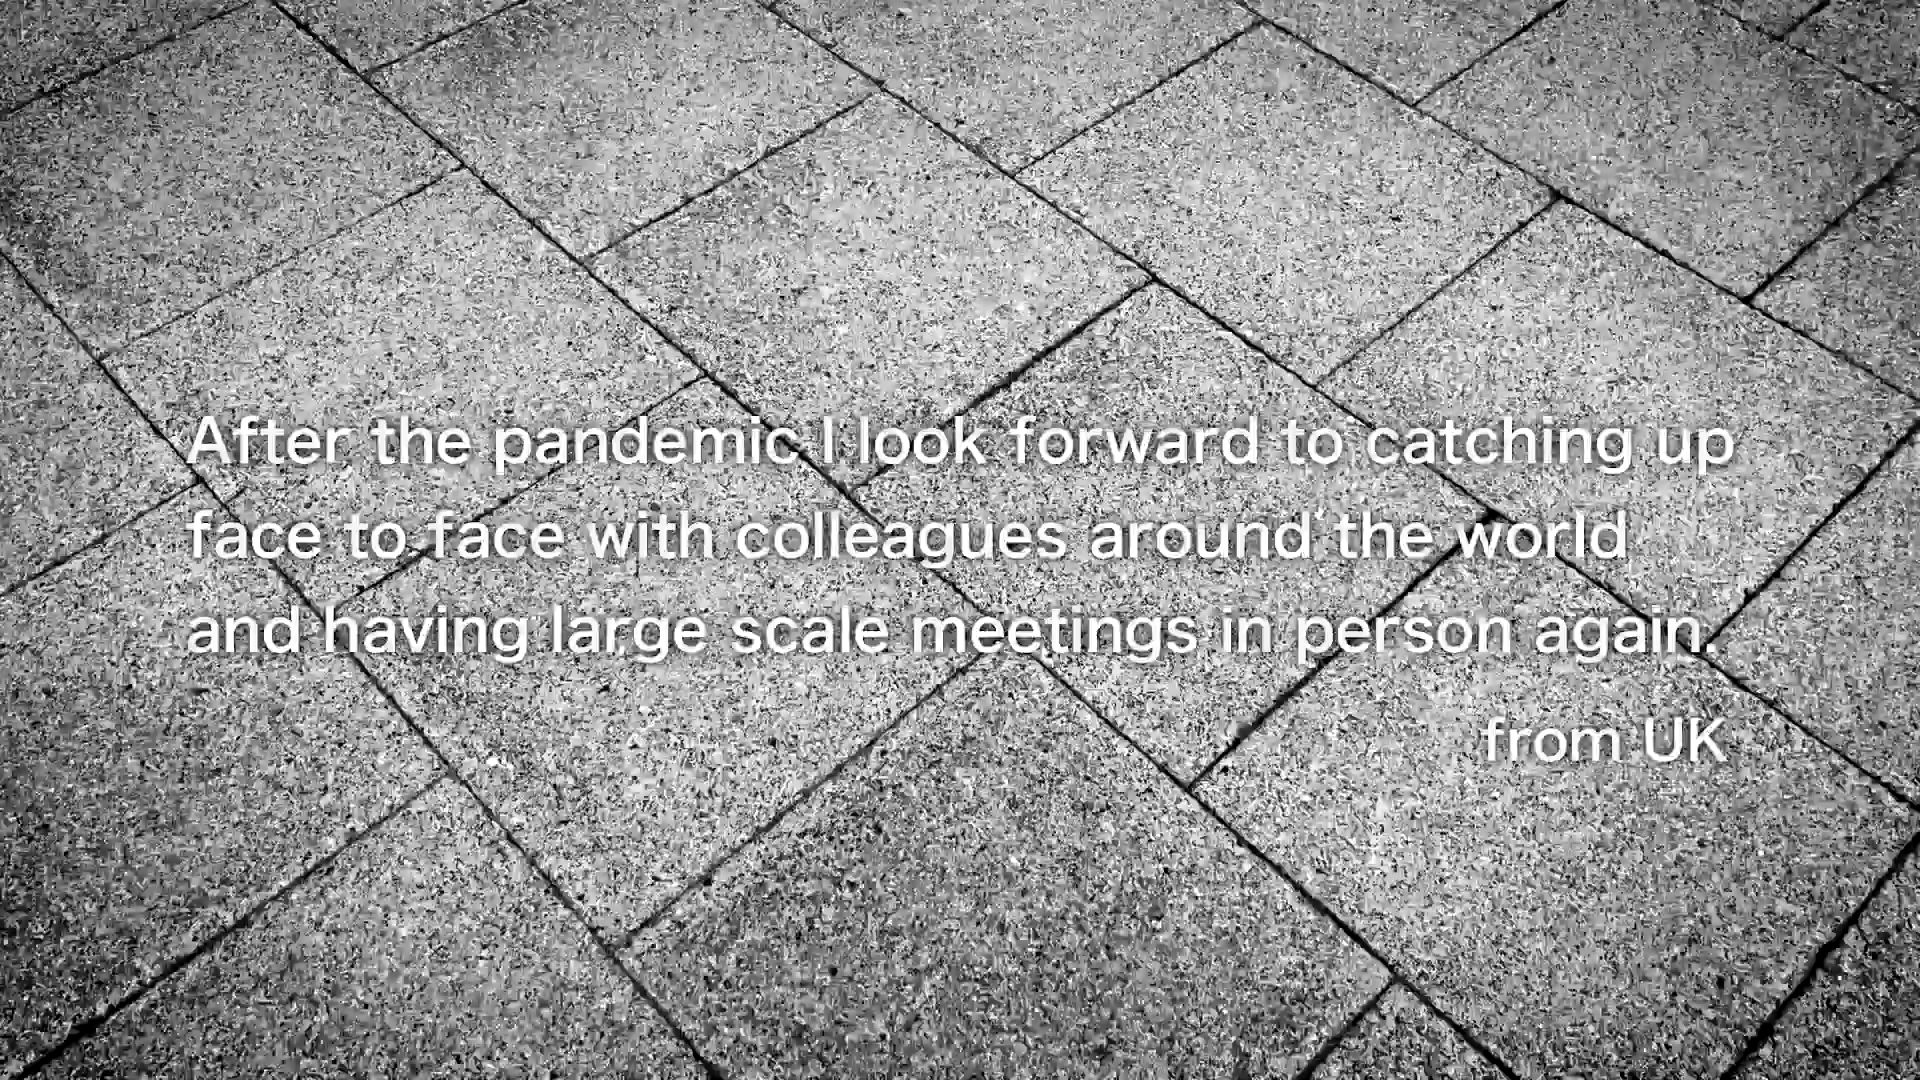 After the pandemic I look forward to catching up
face to face with colleagues around the world
and having large scale meetings in person again.
from UK